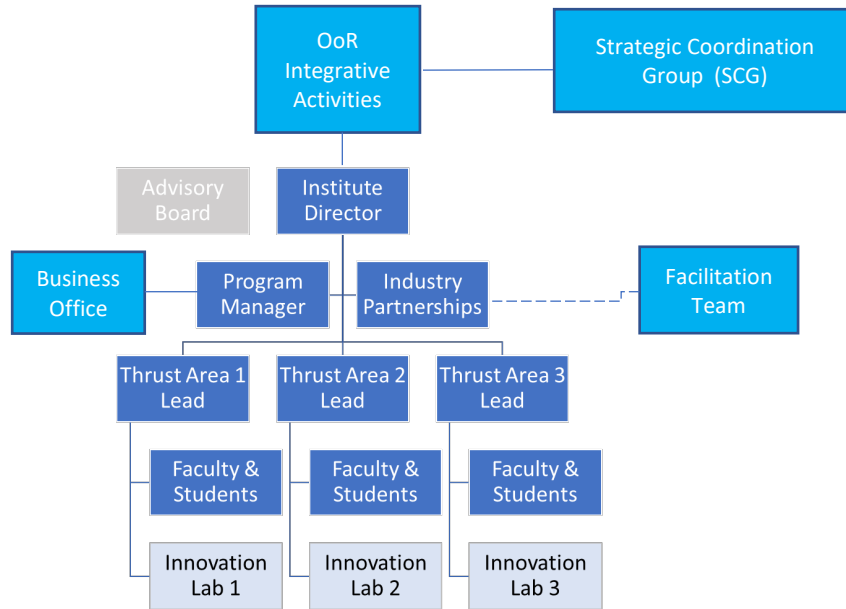 OoR
Integrative
Activities
Strategic Coordination
Group (SCG)
Advisory
Board
Institute
Director
Business
Office
Program
Manager
Industry
Partnerships
Facilitation
Team
Thrust Area 1
Lead
Thrust Area 2
Lead
Thrust Area 3
Lead
Faculty &
Students
Faculty &
Students
Faculty &
Students
Innovation
Lab 1
Innovation
Lab 2
Innovation
Lab 3